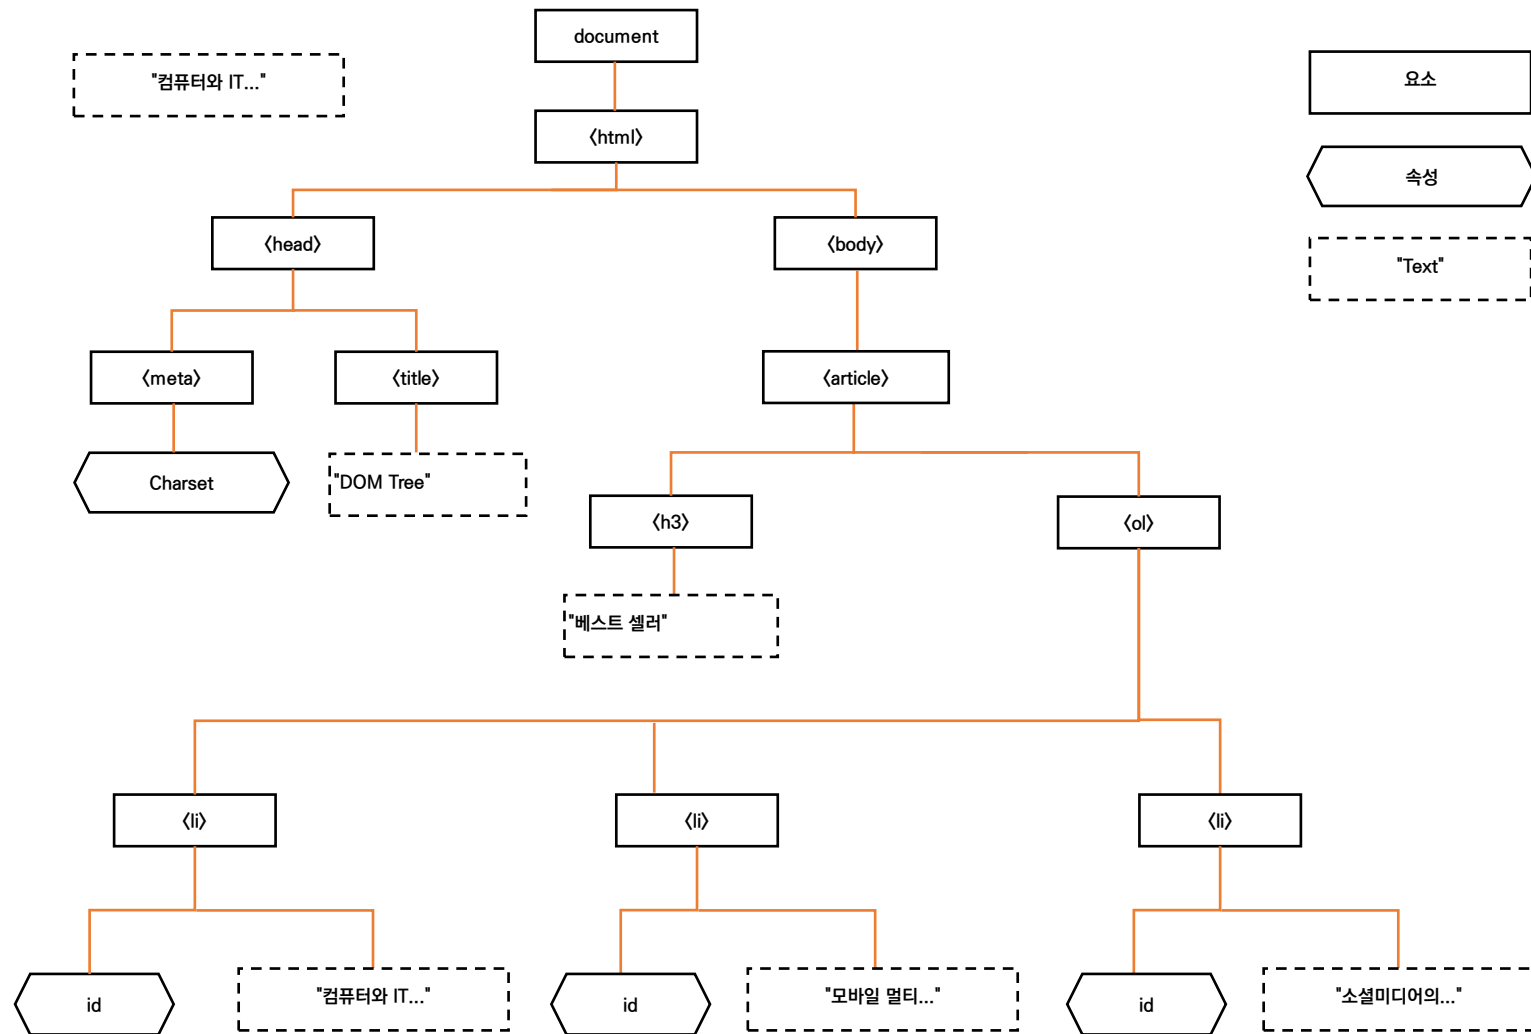 document
"컴퓨터와 IT..."
요소
〈html〉
속성
〈head〉
〈body〉
"Text"
〈meta〉
〈title〉
〈article〉
Charset
"DOM Tree"
〈h3〉
〈ol〉
"베스트 셀러"
〈li〉
〈li〉
〈li〉
id
"컴퓨터와 IT..."
id
"모바일 멀티..."
id
"소셜미디어의..."